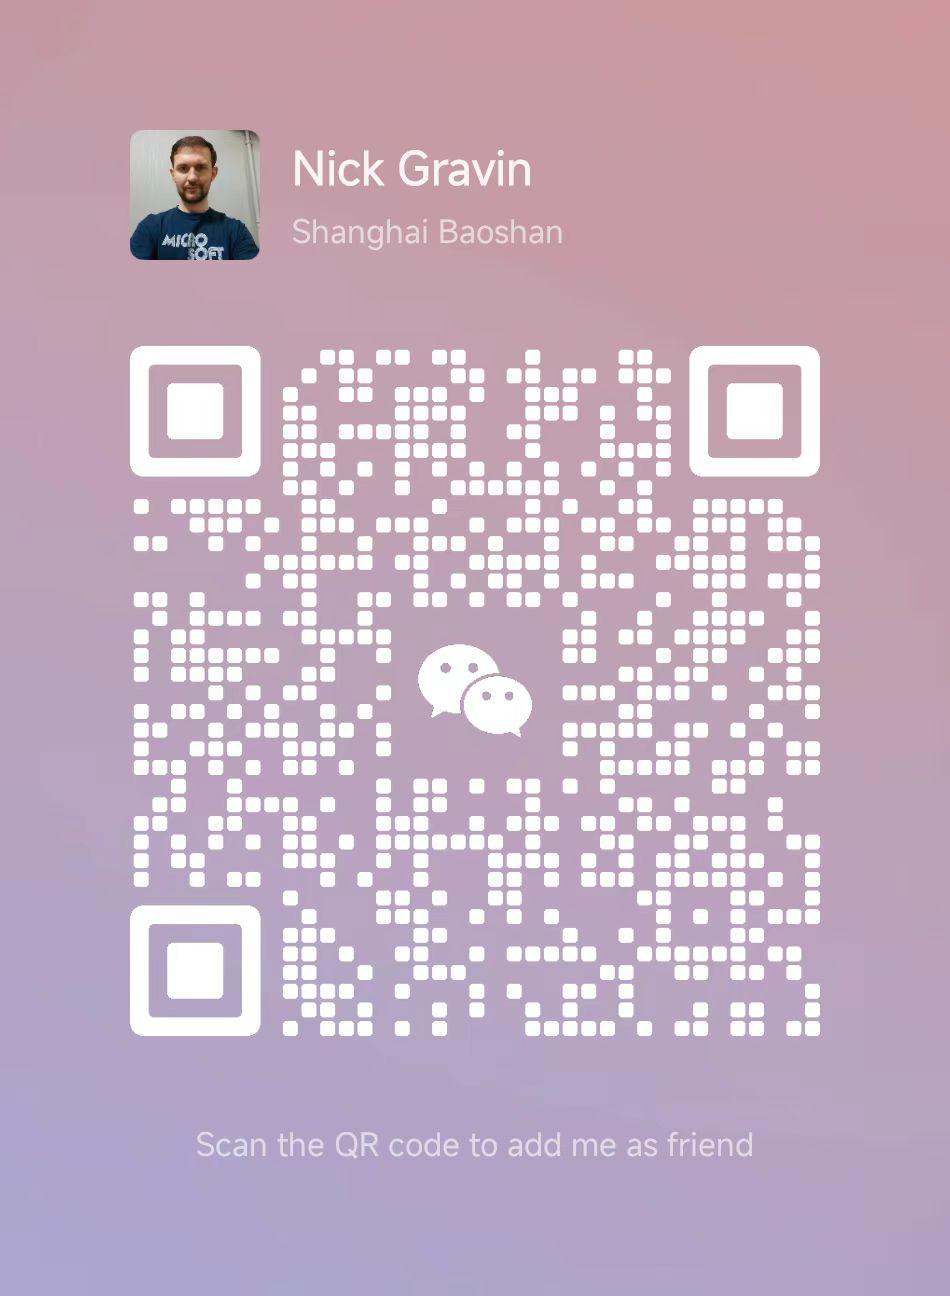 Nick Gravin
Shanghai Baoshan
MICRO
SOFT
Scan the QR code to add me as friend